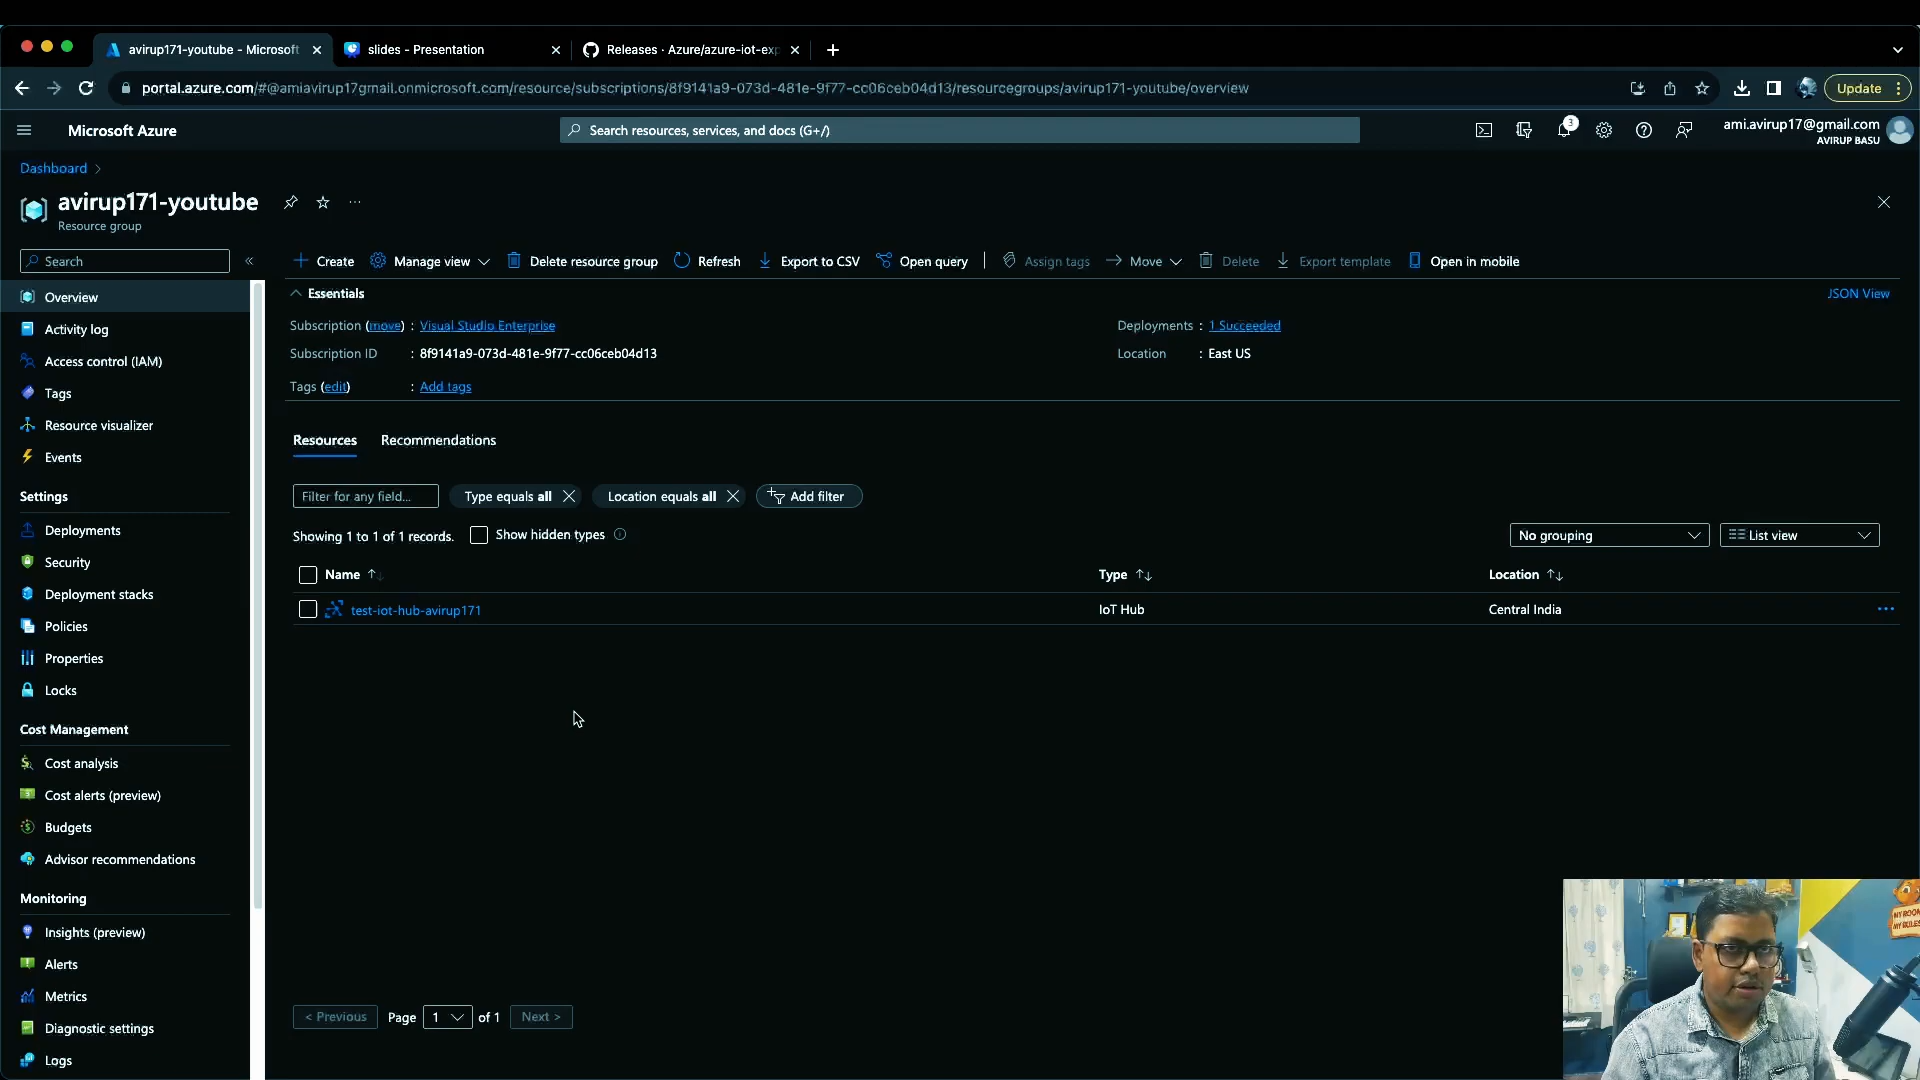 avirup171-youtube - Microsoft
slides - Presentation
Releases · Azure/azure-iot-exp
portal.azure.com/#@amiavirup17gmail.onmicrosoft.com/resource/subscriptions/8f9141a9-073d-481e-9f77-cc06ceb04d13/resourcegroups/avirup171-youtube/overview
Update
Microsoft Azure
Search resources, services, and docs (G+/)
3
ami.avirup17@gmail.com
AVIRUP BASU
Dashboard
avirup171-youtube
Resource group
Search
Create
Manage view
Delete resource group
Refresh
Export to CSV
Open query
Assign tags
Move
Delete
Export template
Open in mobile
Overview
Activity log
Access control (IAM)
Tags
Resource visualizer
Events
Settings
Deployments
Security
Deployment stacks
Policies
Properties
Locks
Cost Management
Cost analysis
Cost alerts (preview)
Budgets
Advisor recommendations
Monitoring
Insights (preview)
Alerts
Metrics
Diagnostic settings
Logs
Essentials
JSON View
Subscription (move) : Visual Studio Enterprise
Subscription ID : 8f9141a9-073d-481e-9f77-cc06ceb04d13
Tags (edit) : Add tags
Deployments : 1 Succeeded
Location : East US
Resources
Recommendations
Filter for any field...
Type equals all
Location equals all
Add filter
Showing 1 to 1 of 1 records.
Show hidden types
No grouping
List view
Name
Type
Location
test-iot-hub-avirup171
IoT Hub
Central India
< Previous
Page 1 of 1
Next >
MY ROOM
MY RULES